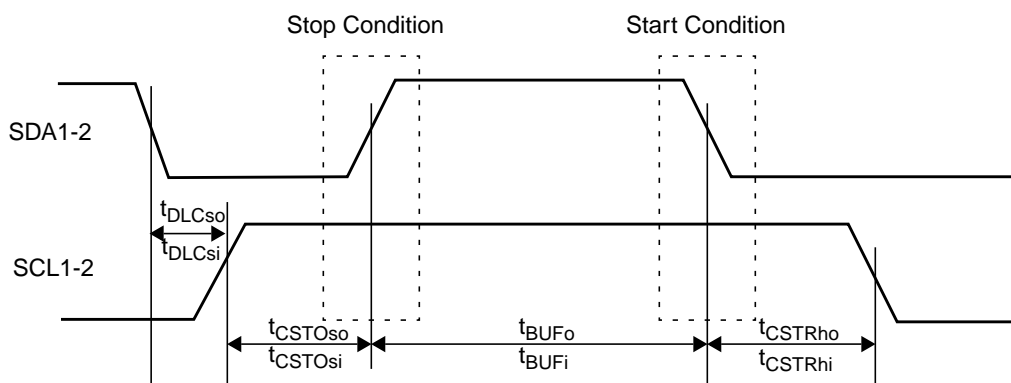 Stop Condition
Start Condition
SDA1-2
tDLCso
tDLCsi
SCL1-2
tCSTOso
tBUFo
tCSTRho
tCSTOsi
tBUFi
tCSTRhi